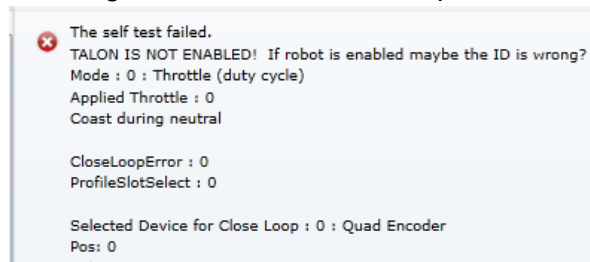 The self test failed.
TALON IS NOT ENABLED!  If robot is enabled maybe the ID is wrong?
Mode : 0 : Throttle (duty cycle)
Applied Throttle : 0
Coast during neutral
CloseLoopError : 0
ProfileSlotSelect : 0
Selected Device for Close Loop : 0 : Quad Encoder
Pos: 0